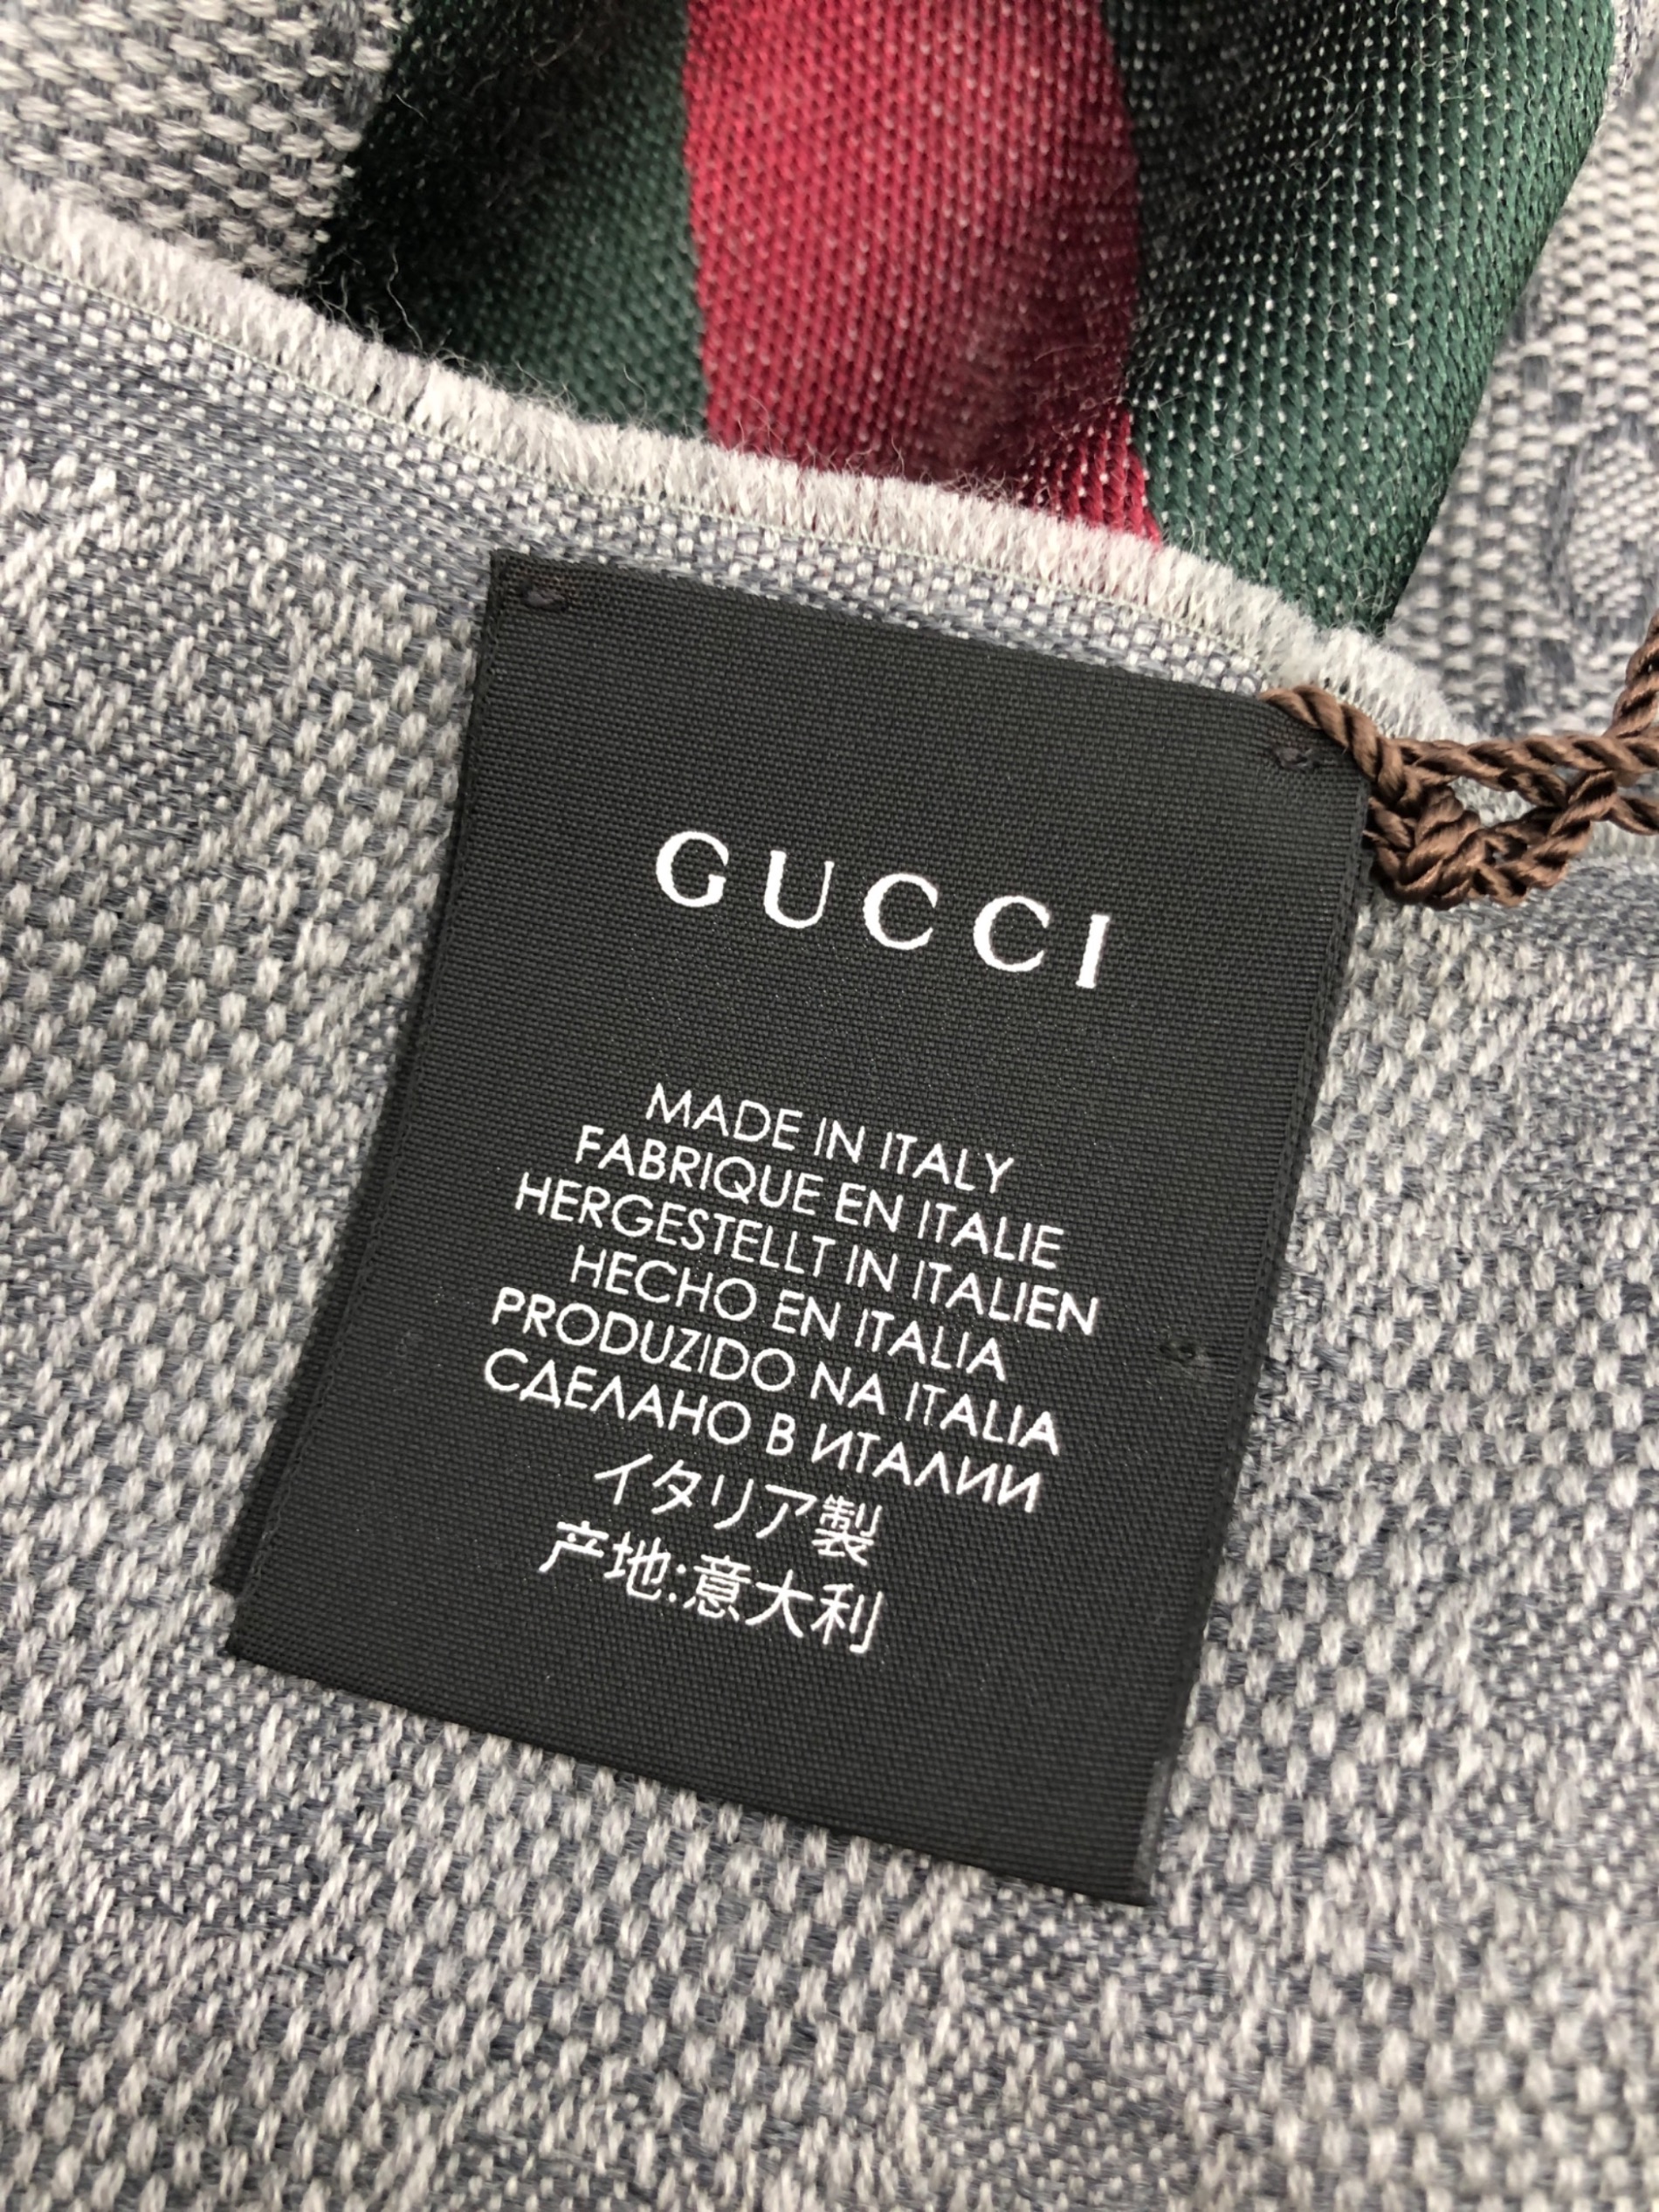 GUCCI
MADE IN ITALY
FABRIQUE EN ITALIE
HERGESTELLT IN ITALIEN
HECHO EN ITALIA
PRODUZIDO NA ITALIA
СДЕЛАНО В ИТАЛИИ
イタリア製
产地:意大利